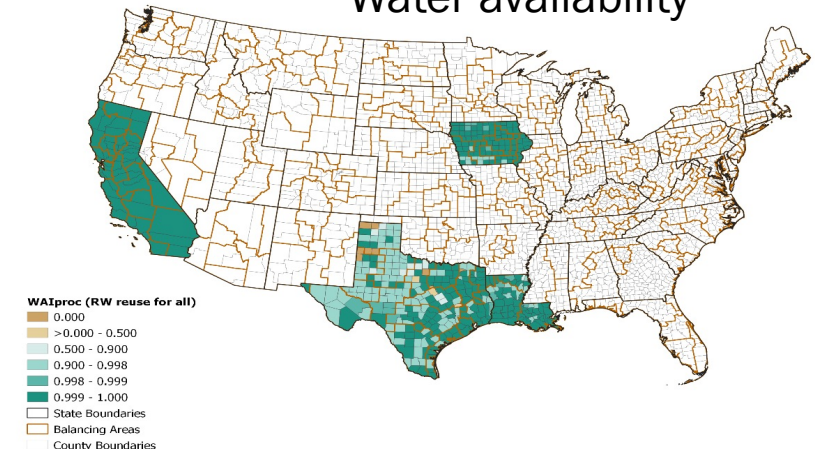 Water availability
WAIproc (RW reuse for all)
0.000
>0.000 - 0.500
0.500 - 0.900
0.900 - 0.998
0.998 - 0.999
0.999 - 1.000
State Boundaries
Balancing Areas
County Boundaries